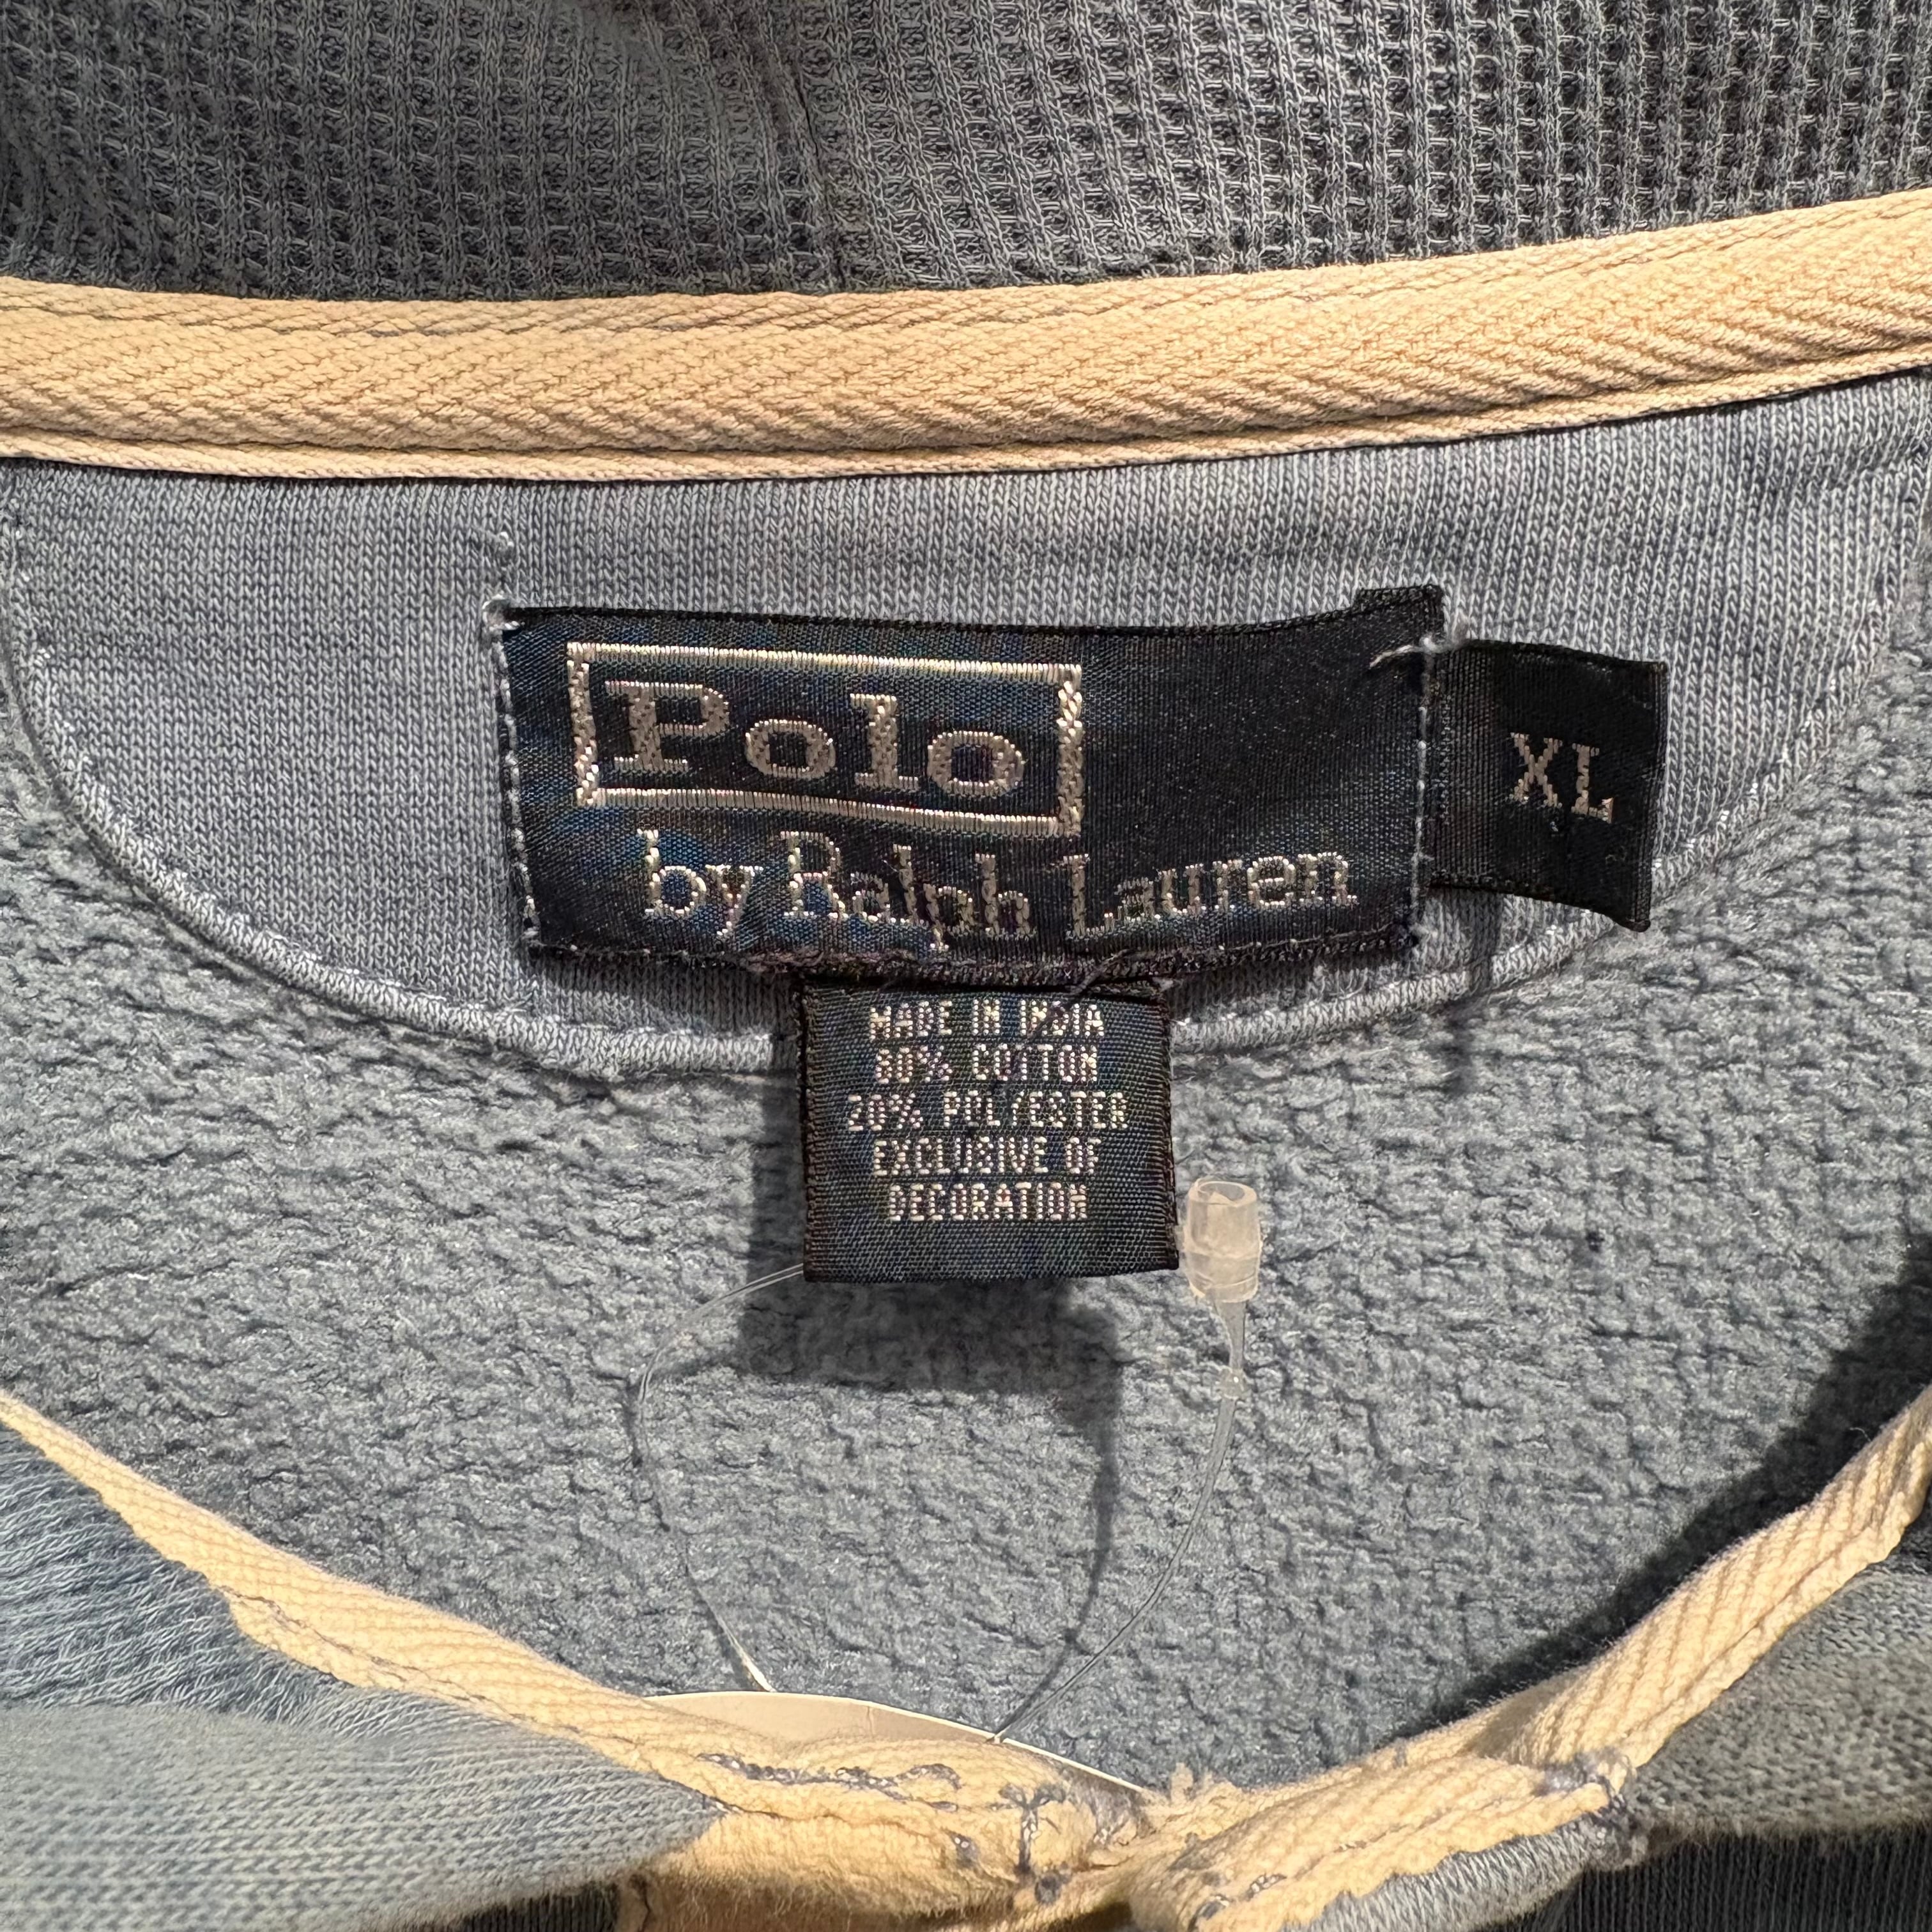 Polo
by Ralph Lauren
XL
MADE IN INDIA
80% COTTON
20% POLYESTER
EXCLUSIVE OF
DECORATION